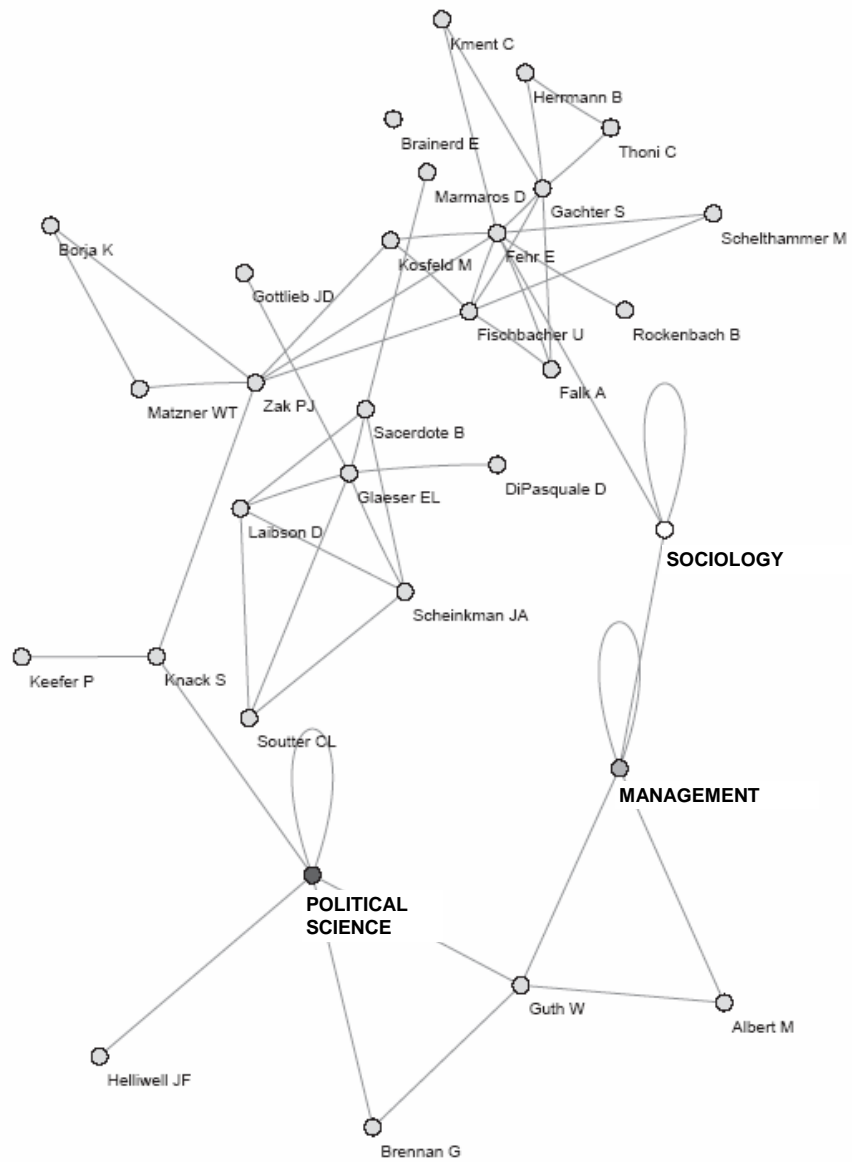 Kment C
Herrmann B
Brainerd E
Thoni C
Marmaros D
Gachter S
Schelthammer M
Borja K
Kosfeld M
Fehr E
Gottlieb JD
Fischbacher U
Rockenbach B
Falk A
Matzner WT
Zak PJ
Sacerdote B
Glaeser EL
DiPasquale D
Laibson D
SOCIOLOGY
Scheinkman JA
Keefer P
Knack S
Soutter CL
MANAGEMENT
POLITICAL
SCIENCE
Guth W
Albert M
Helliwell JF
Brennan G